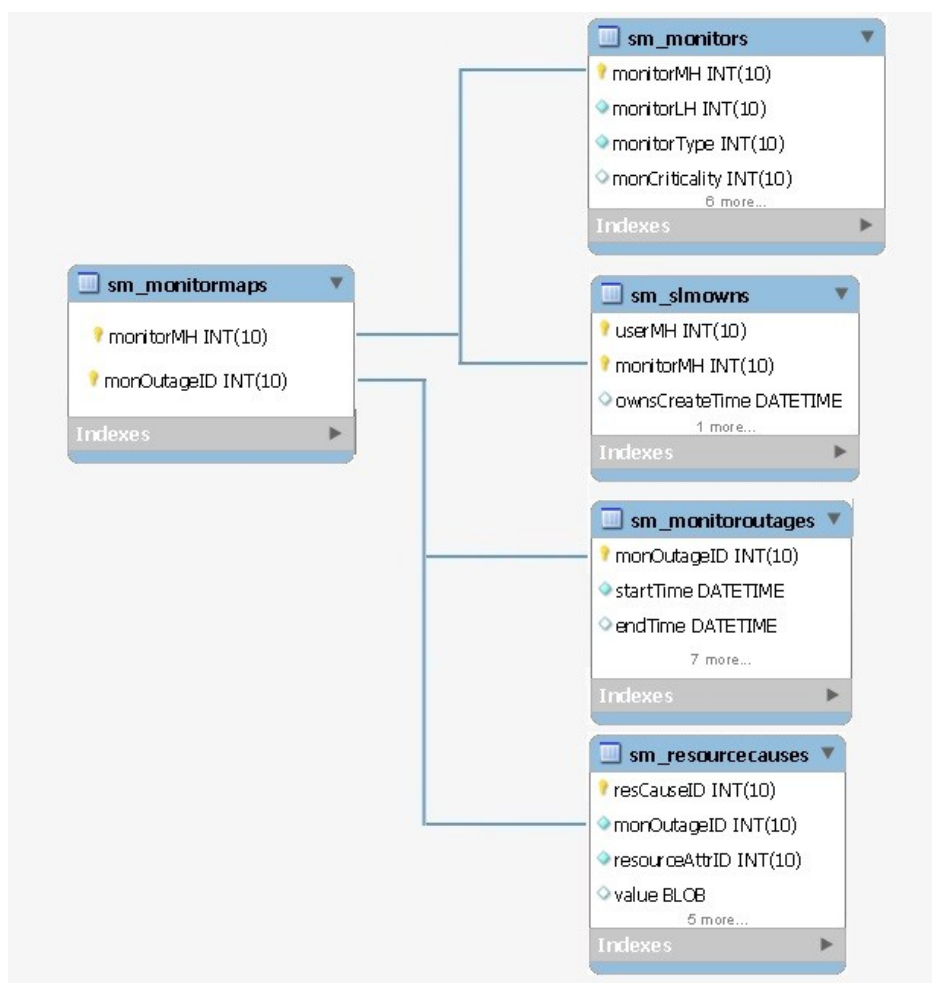 sm_monitors
monitorMH INT(10)
monitorLH INT(10)
monitorType INT(10)
monCriticality INT(10)
6 more...
Indexes
sm_monitormaps
monitorMH INT(10)
monOutageID INT(10)
Indexes
sm_slmowns
userMH INT(10)
monitorMH INT(10)
ownsCreateTime DATETIME
1 more...
Indexes
sm_monitoroutages
monOutageID INT(10)
startTime DATETIME
endTime DATETIME
7 more...
Indexes
sm_resourcecauses
resCauseID INT(10)
monOutageID INT(10)
resourceAttrID INT(10)
value BLOB
5 more...
Indexes